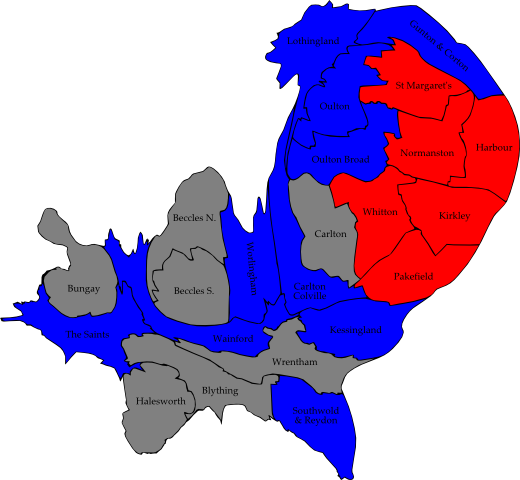 Lothingland
Gunton & Corton
St Margaret's
Oulton
Normanston
Harbour
Oulton Broad
Whitton
Kirkley
Beccles N.
Carlton
Worlingham
Pakefield
Bungay
Beccles S.
Carlton
Colville
The Saints
Wainford
Carlton
Kessingland
Wrentham
Blything
Halesworth
Southwold
& Reydon